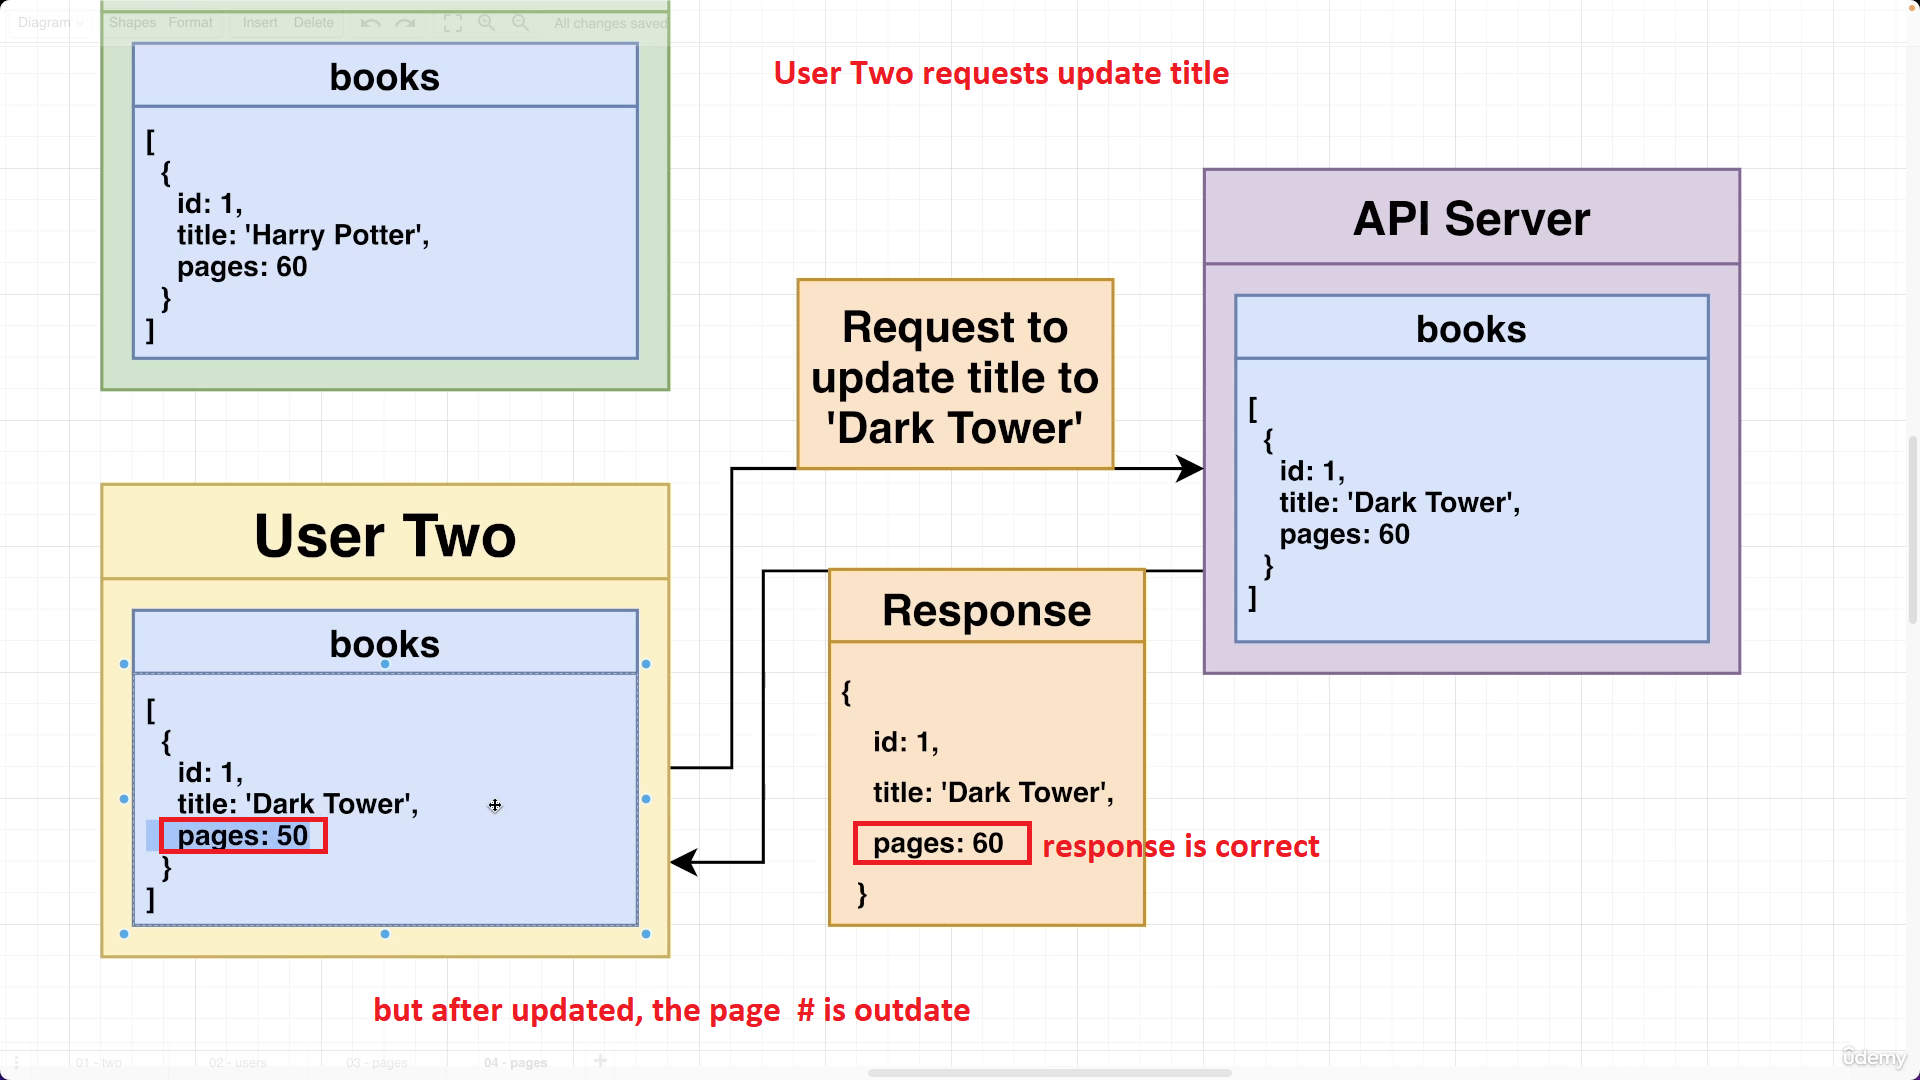 Diagram Shapes Format Insert Delete All changes saved
books
[
{
id: 1,
title: 'Harry Potter',
pages: 60
}
]
User Two requests update title
Request to
update title to
'Dark Tower'
API Server
books
[
{
id: 1,
title: 'Dark Tower',
pages: 60
}
]
User Two
books
[
{
id: 1,
title: 'Dark Tower',
pages: 50
}
]
Response
{
id: 1,
title: 'Dark Tower',
pages: 60
}
response is correct
but after updated, the page # is outdate
01 - two 02 - users 03 - pages 04 - pages
ûdemy